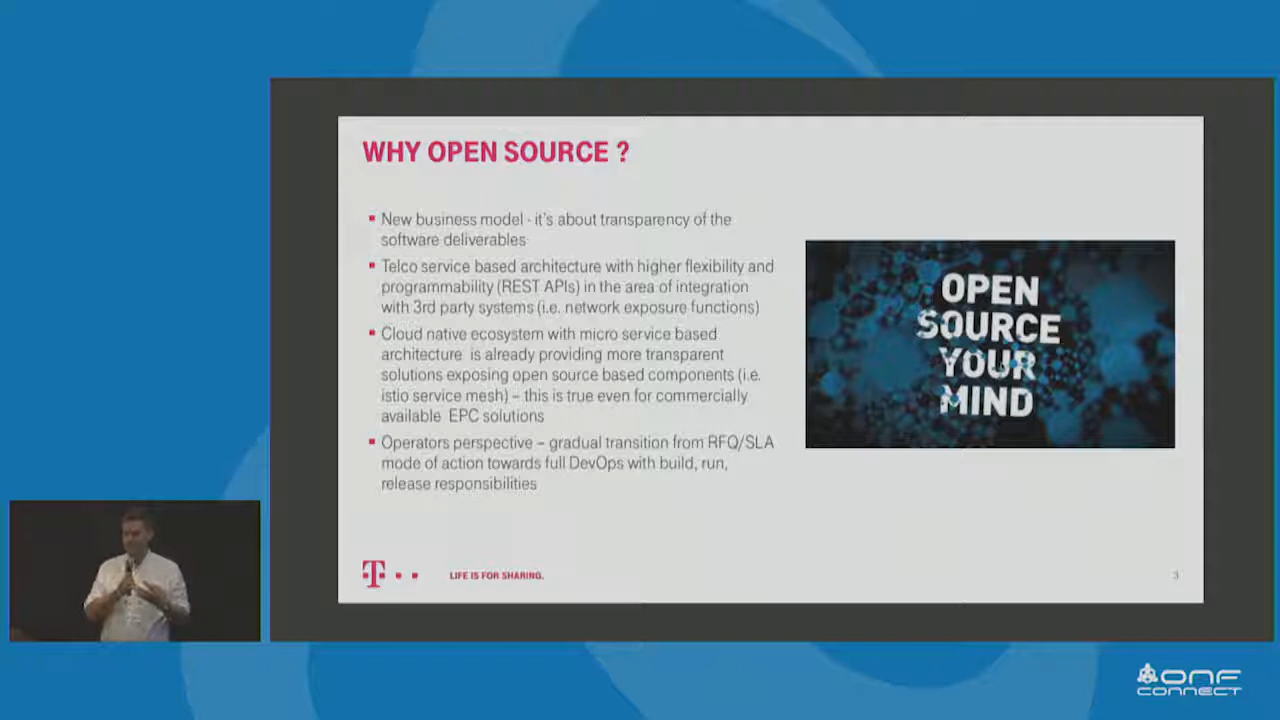 WHY OPEN SOURCE ?
New business model - it's about transparency of the
software deliverables
Telco service based architecture with higher flexibility and
programmability (REST APIs) in the area of integration
with 3rd party systems (i.e. network exposure functions)
Cloud native ecosystem with micro service based
architecture is already providing more transparent
solutions exposing open source based components (i.e.
istio service mesh) – this is true even for commercially
available EPC solutions
Operators perspective – gradual transition from RFQ/SLA
mode of action towards full DevOps with build, run,
release responsibilities
OPEN
SOURCE
YOUR
MIND
T
LIFE IS FOR SHARING.
3
ONF
CONNECT